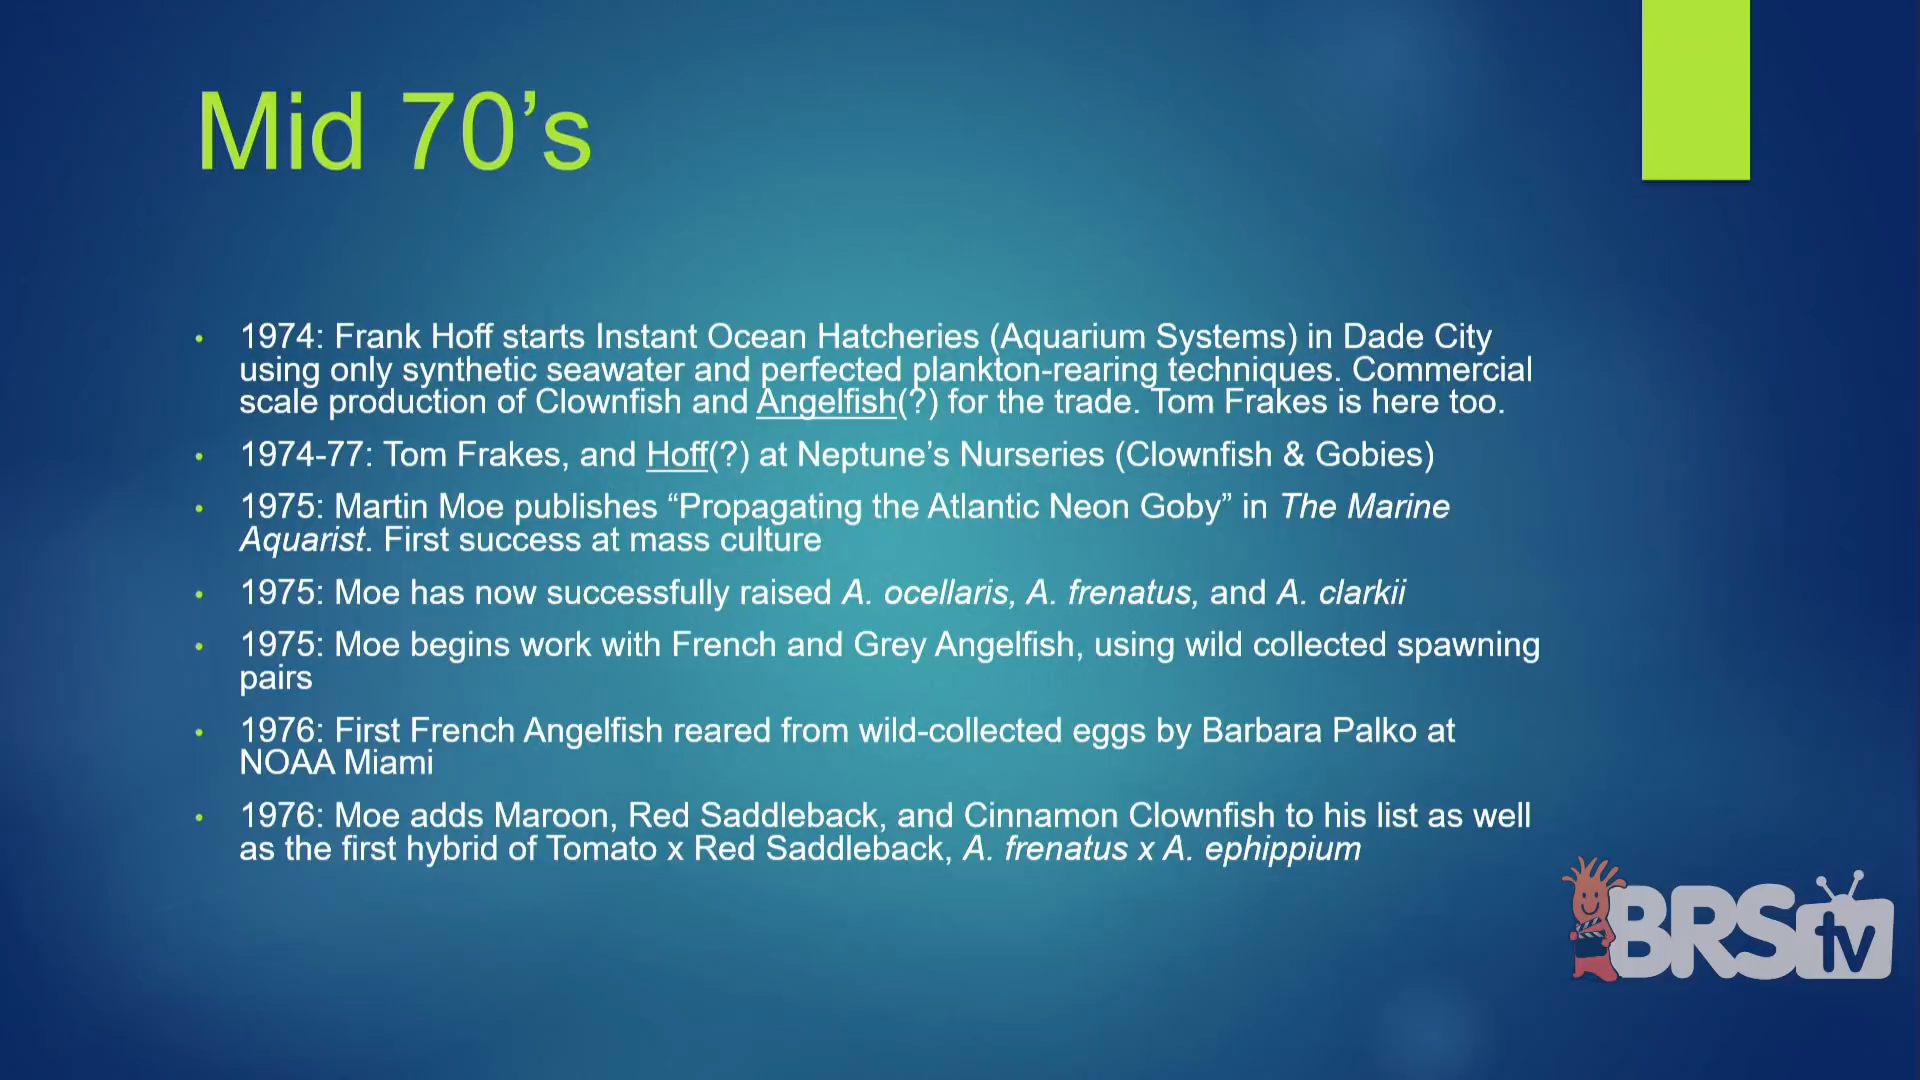 Mid 70’s
• 1974: Frank Hoff starts Instant Ocean Hatcheries (Aquarium Systems) in Dade City
using only synthetic seawater and perfected plankton-rearing techniques. Commercial
scale production of Clownfish and Angelfish(?) for the trade. Tom Frakes is here too.
• 1974-77: Tom Frakes, and Hoff(?) at Neptune’s Nurseries (Clownfish & Gobies)
• 1975: Martin Moe publishes “Propagating the Atlantic Neon Goby” in The Marine
Aquarist. First success at mass culture
• 1975: Moe has now successfully raised A. ocellaris, A. frenatus, and A. clarkii
• 1975: Moe begins work with French and Grey Angelfish, using wild collected spawning
pairs
• 1976: First French Angelfish reared from wild-collected eggs by Barbara Palko at
NOAA Miami
• 1976: Moe adds Maroon, Red Saddleback, and Cinnamon Clownfish to his list as well
as the first hybrid of Tomato x Red Saddleback, A. frenatus x A. ephippium
BRStv